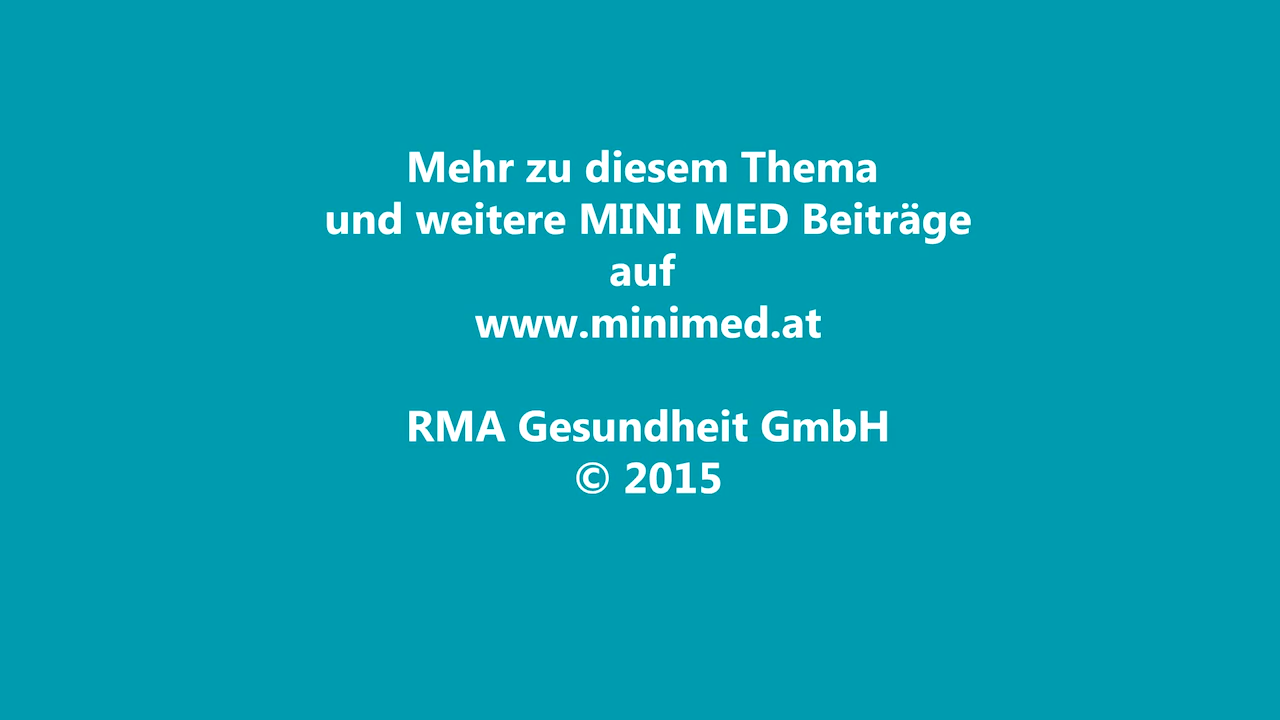 Mehr zu diesem Thema
und weitere MINI MED Beiträge
auf
www.minimed.at
RMA Gesundheit GmbH
© 2015